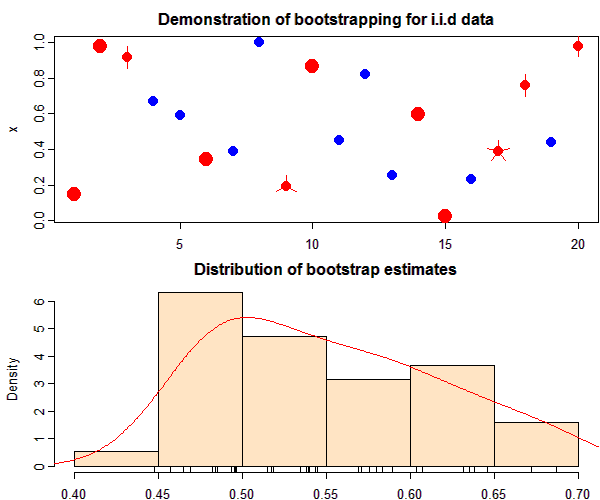 Demonstration of bootstrapping for i.i.d data
x
0.0 0.2 0.4 0.6 0.8 1.0
5 10 15 20
Distribution of bootstrap estimates
Density
0 1 2 3 4 5 6
0.40 0.45 0.50 0.55 0.60 0.65 0.70